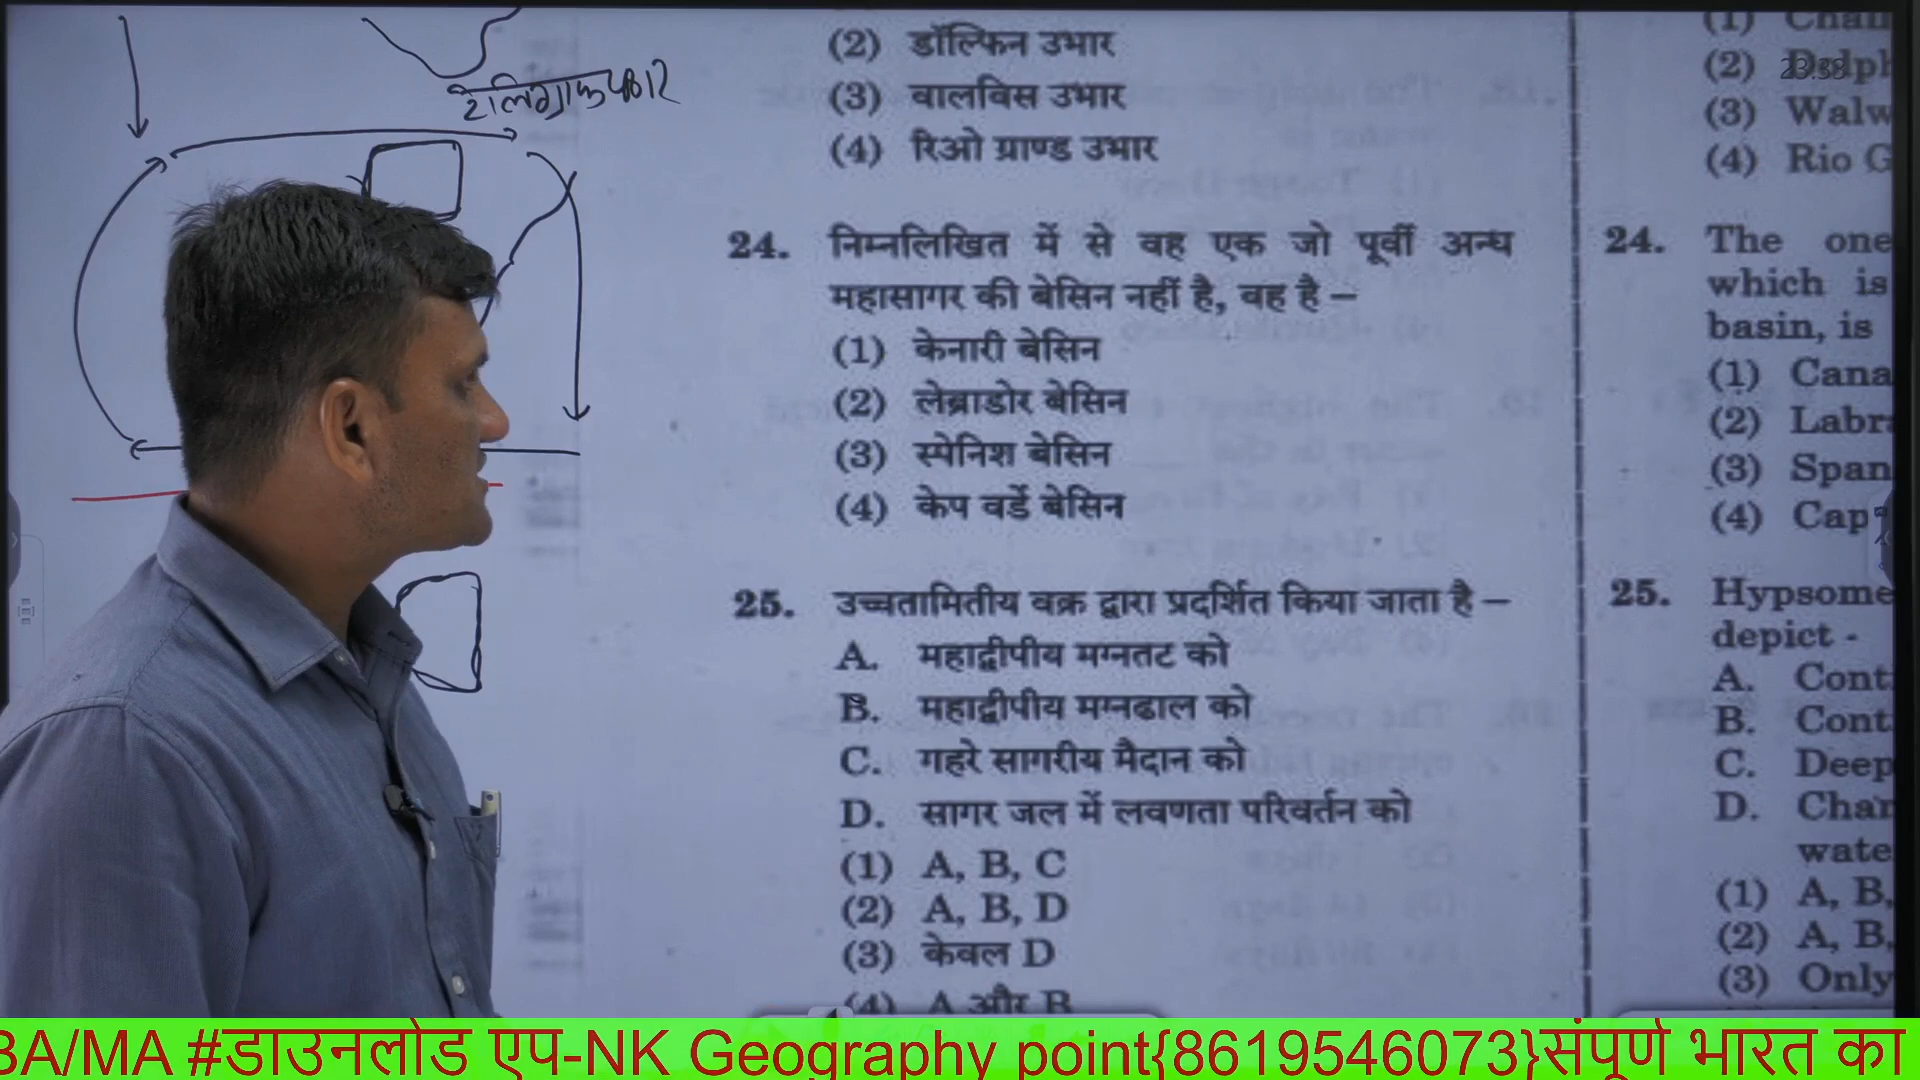 (2) डॉल्फिन उभार
(3) वालविस उभार
(4) रिओ ग्राण्ड उभार
24. निम्नलिखित में से वह एक जो पूर्वी अन्ध
महासागर की बेसिन नहीं है, वह है –
(1) केनारी बेसिन
(2) लेब्राडोर बेसिन
(3) स्पेनिश बेसिन
(4) केप वर्डे बेसिन
25. उच्चतामितीय वक्र द्वारा प्रदर्शित किया जाता है –
A. महाद्वीपीय मग्नतट को
B. महाद्वीपीय मग्नढाल को
C. गहरे सागरीय मैदान को
D. सागर जल में लवणता परिवर्तन को
(1) A, B, C
(2) A, B, D
(3) केवल D
(4) A और B
(2)
(3) Walw
(4) Rio G
24. The one
which is
basin, is
(1) Cana
(2) Labr
(3) Span
(4) Cap
25. Hypsome
depict -
A. Cont
B. Cont
C. Deep
D. Chan
wate
(1) A, B,
(2) A, B,
(3) Only
BA/MA #डाउनलोड एप-NK Geography point{8619546073}संपूर्ण भारत का